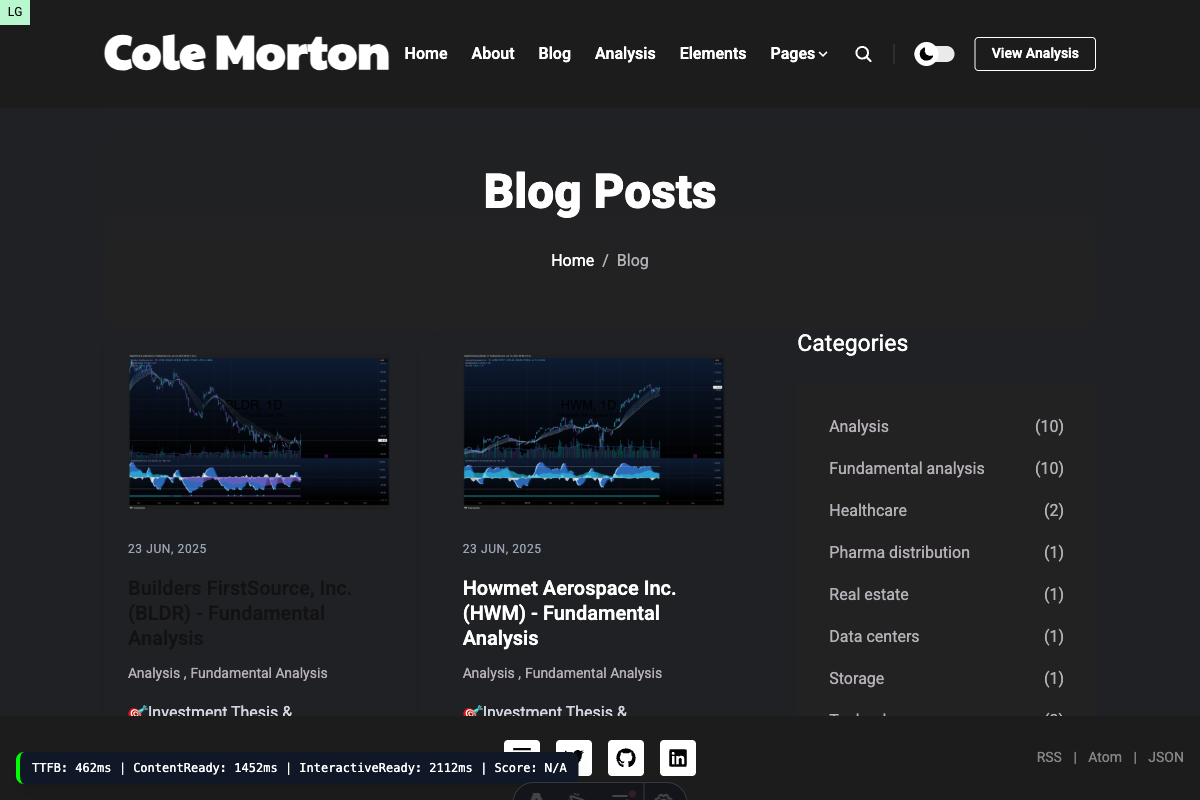 LG
Cole Morton
Home About Blog Analysis Elements Pages View Analysis
Blog Posts
Home / Blog
Categories
BLDR, 1D
HWM, 1D
Analysis (10)
Fundamental analysis (10)
Healthcare (2)
Pharma distribution (1)
Real estate (1)
Data centers (1)
Storage (1)
23 JUN, 2025
Builders FirstSource, Inc.
(BLDR) - Fundamental
Analysis
Analysis , Fundamental Analysis
🎯Investment Thesis &
23 JUN, 2025
Howmet Aerospace Inc.
(HWM) - Fundamental
Analysis
Analysis , Fundamental Analysis
🎯Investment Thesis &
RSS | Atom | JSON
TTFB: 462ms | ContentReady: 1452ms | InteractiveReady: 2112ms | Score: N/A